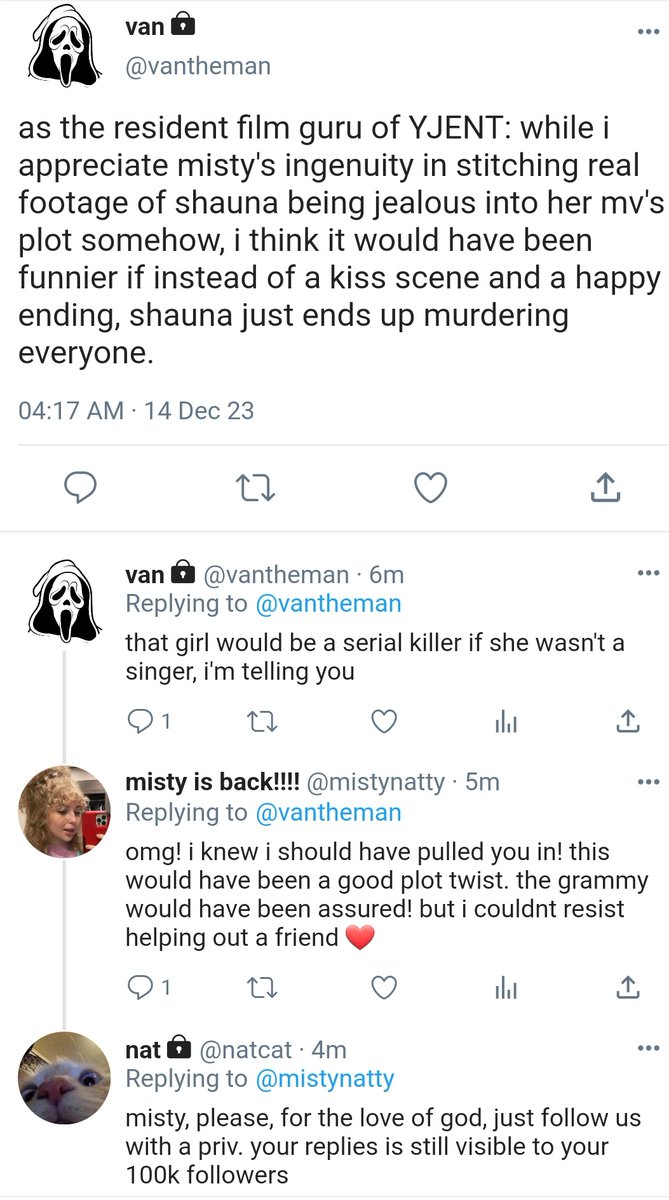 van 🔒
@vantheman
as the resident film guru of YJENT: while i
appreciate misty's ingenuity in stitching real
footage of shauna being jealous into her mv's
plot somehow, i think it would have been
funnier if instead of a kiss scene and a happy
ending, shauna just ends up murdering
everyone.
04:17 AM · 14 Dec 23
van 🔒 @vantheman · 6m
Replying to @vantheman
that girl would be a serial killer if she wasn't a
singer, i'm telling you
1
misty is back!!!! @mistynatty · 5m
Replying to @vantheman
omg! i knew i should have pulled you in! this
would have been a good plot twist. the grammy
would have been assured! but i couldnt resist
helping out a friend ❤️
1
nat 🔒 @natcat · 4m
Replying to @mistynatty
misty, please, for the love of god, just follow us
with a priv. your replies is still visible to your
100k followers